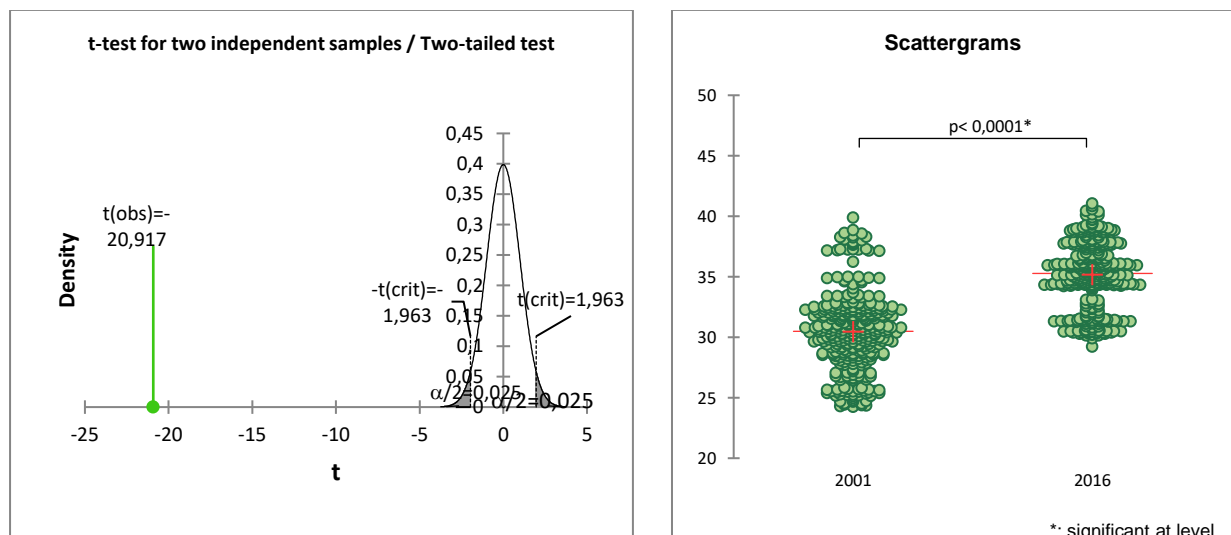 t-test for two independent samples / Two-tailed test
0,45
0,4
0,35
0,3
0,25
0,2
0,15
0,1
0,05
0
Density
t(obs)=-
20,917
-t(crit)=-
1,963
t(crit)=1,963
α/2=0,025
α/2=0,025
-25 -20 -15 -10 -5 0 5
t
Scattergrams
50
45
40
35
30
25
20
p< 0,0001*
2001 2016
*: significant at level